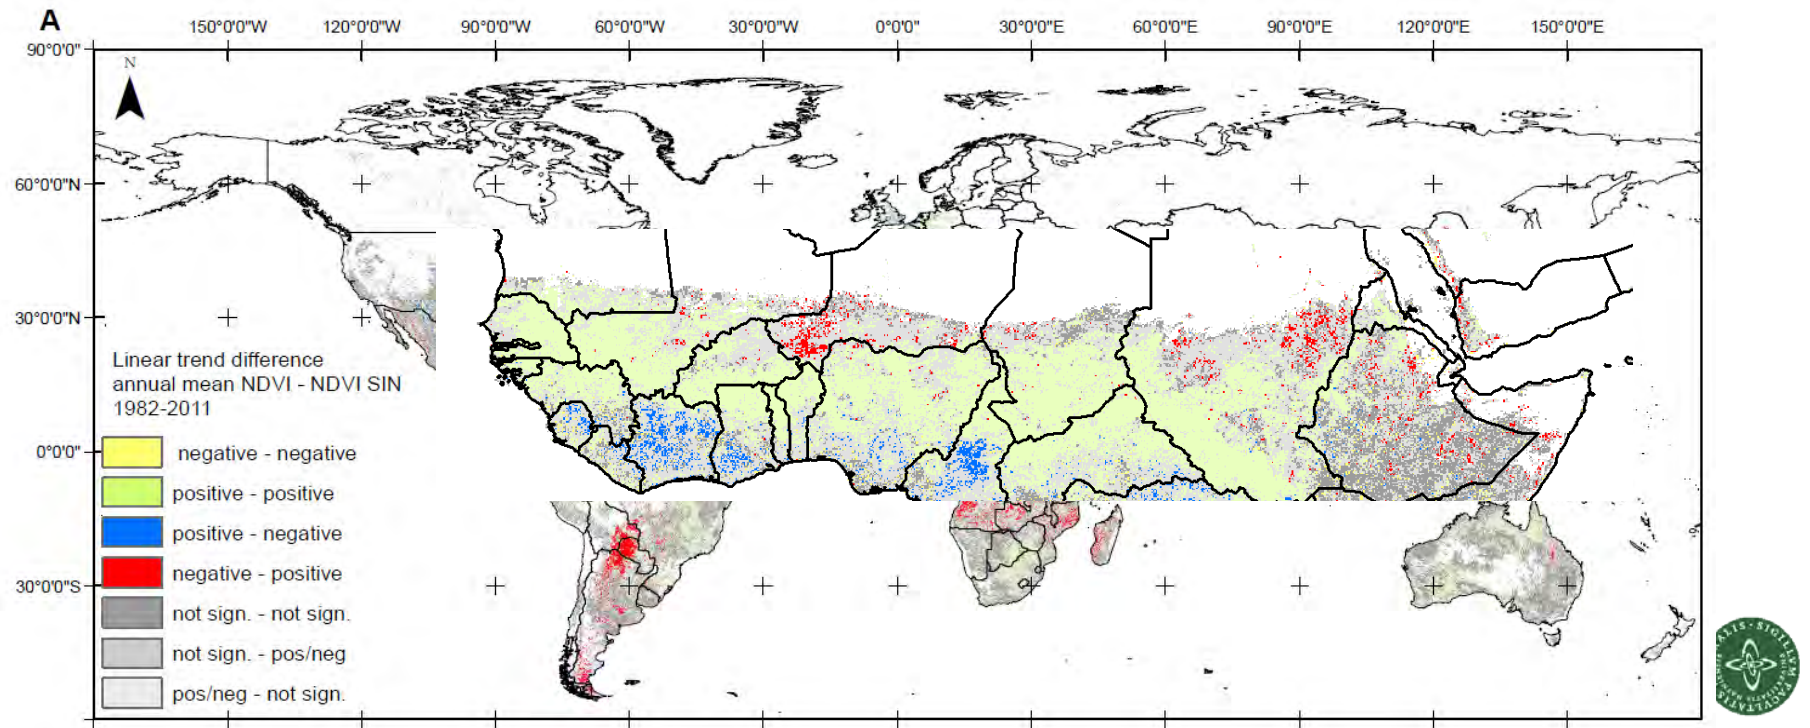 A
150°0'0"W 120°0'0"W 90°0'0"W 60°0'0"W 30°0'0"W 0°0'0"E 30°0'0"E 60°0'0"E 90°0'0"E 120°0'0"E 150°0'0"E
90°0'0"
N
60°0'0"N
30°0'0"N
Linear trend difference
annual mean NDVI - NDVI SIN
1982-2011
negative - negative
0°0'0"
positive - positive
positive - negative
negative - positive
30°0'0"S
not sign. - not sign.
not sign. - pos/neg
pos/neg - not sign.